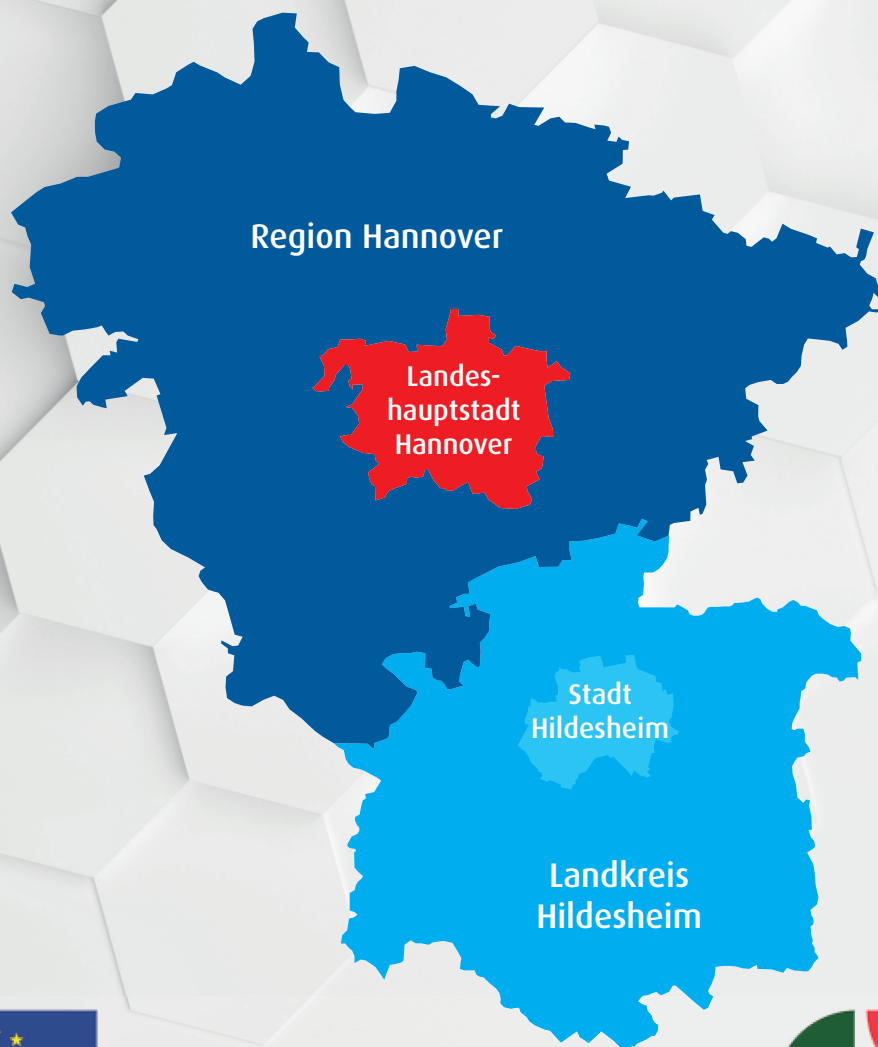 Region Hannover
Landes-
hauptstadt
Hannover
Stadt
Hildesheim
Landkreis
Hildesheim